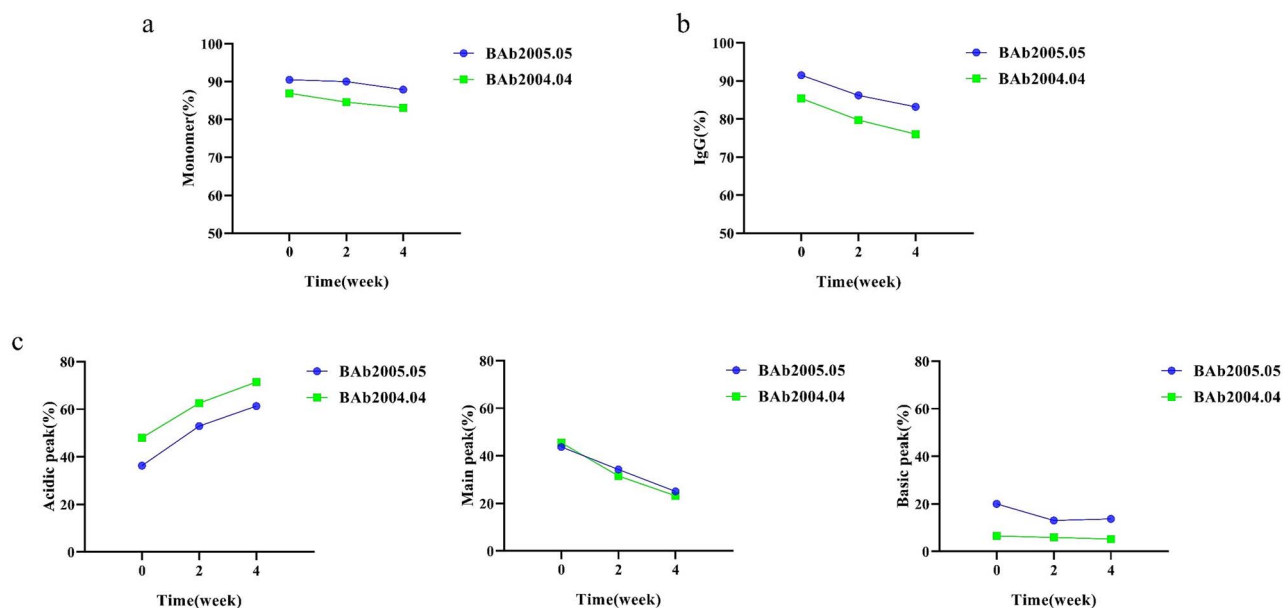 a
Monomer(%)
100
90
80
70
60
50
0 2 4
Time(week)
BAb2005.05
BAb2004.04
b
IgG(%)
100
90
80
70
60
50
0 2 4
Time(week)
BAb2005.05
BAb2004.04
c
Acidic peak(%)
80
60
40
20
0
0 2 4
Time(week)
BAb2005.05
BAb2004.04
Main peak(%)
80
60
40
20
0
0 2 4
Time(week)
BAb2005.05
BAb2004.04
Basic peak(%)
80
60
40
20
0
0 2 4
Time(week)
BAb2005.05
BAb2004.04